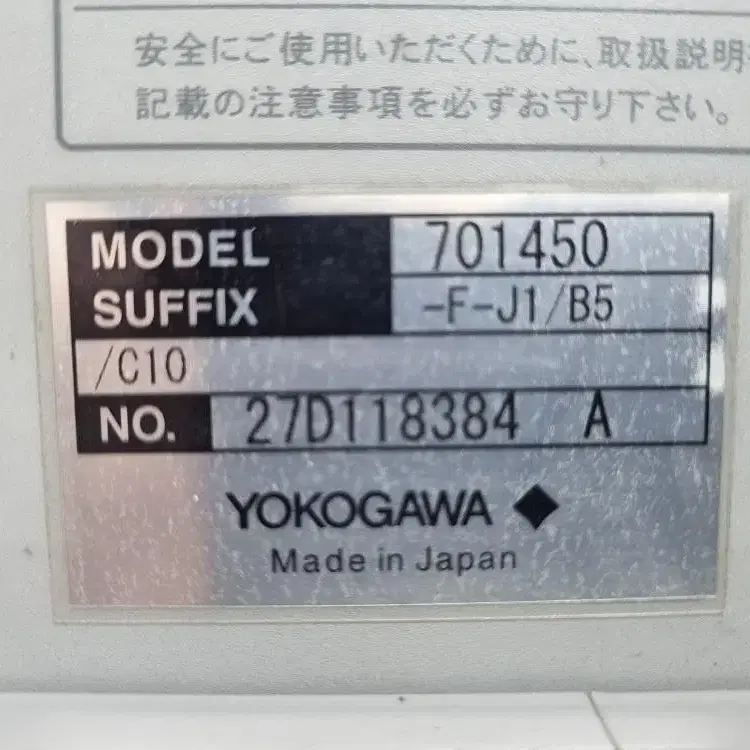 安全にご使用いただくために、取扱説明
記載の注意事項を必ずお守り下さい。
MODEL 701450
SUFFIX -F-J1/B5
/C10
NO. 27D118384 A
YOKOGAWA
Made in Japan